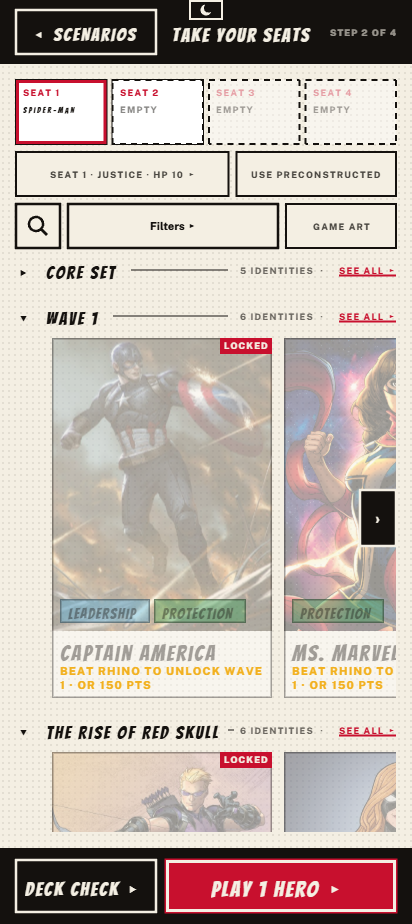 SCENARIOS
TAKE YOUR SEATS
STEP 2 OF 4
SEAT 1
SPIDER-MAN
SEAT 2
EMPTY
SEAT 3
EMPTY
SEAT 4
EMPTY
SEAT 1 · JUSTICE · HP 10
USE PRECONSTRUCTED
Filters
GAME ART
CORE SET
5 IDENTITIES ·
SEE ALL
WAVE 1
6 IDENTITIES ·
SEE ALL
LOCKED
LEADERSHIP
PROTECTION
CAPTAIN AMERICA
BEAT RHINO TO UNLOCK WAVE
1 · OR 150 PTS
PROTECTION
MS. MARVEL
BEAT RHINO TO
1 · OR 150 PTS
THE RISE OF RED SKULL
6 IDENTITIES ·
SEE ALL
LOCKED
DECK CHECK
PLAY 1 HERO